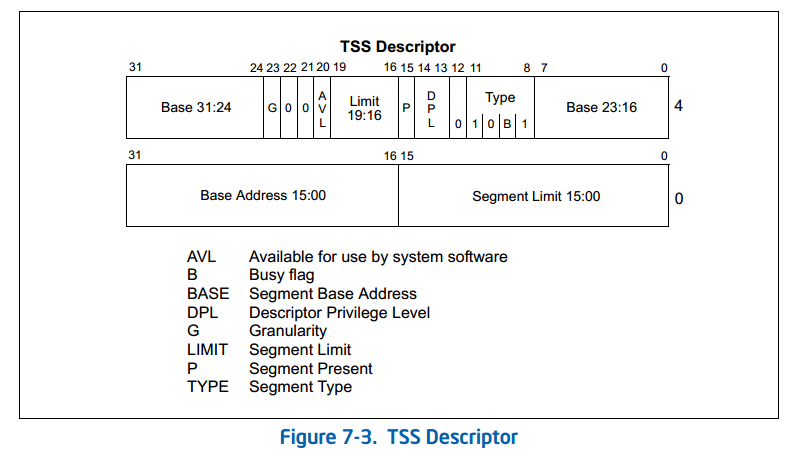 TSS Descriptor
31 24 23 22 21 20 19 16 15 14 13 12 11 8 7 0
Base 31:24 G 0 0 AVL Limit 19:16 P DPL 0 Type 1 0 B 1 Base 23:16 4
31 16 15 0
Base Address 15:00 Segment Limit 15:00 0
AVL Available for use by system software
B Busy flag
BASE Segment Base Address
DPL Descriptor Privilege Level
G Granularity
LIMIT Segment Limit
P Segment Present
TYPE Segment Type
Figure 7-3. TSS Descriptor